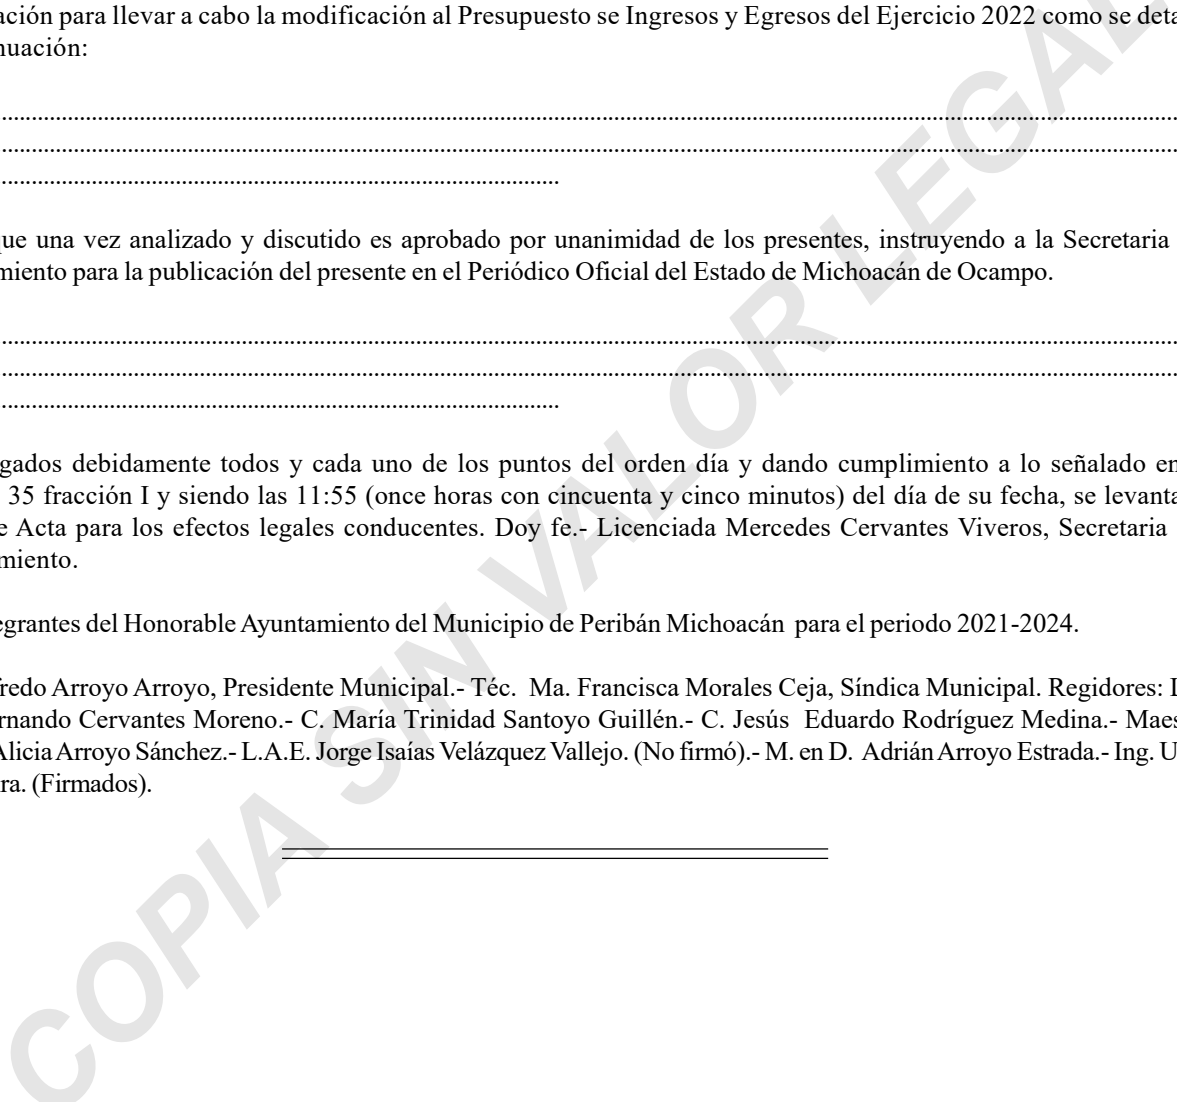 ación para llevar a cabo la modificación al Presupuesto se Ingresos y Egresos del Ejercicio 2022 como se deta
nuación:
..........................................................................................................................................................................
..........................................................................................................................................................................
................................................................................
ue una vez analizado y discutido es aprobado por unanimidad de los presentes, instruyendo a la Secretaria
miento para la publicación del presente en el Periódico Oficial del Estado de Michoacán de Ocampo.
..........................................................................................................................................................................
..........................................................................................................................................................................
................................................................................
gados debidamente todos y cada uno de los puntos del orden día y dando cumplimiento a lo señalado en
35 fracción I y siendo las 11:55 (once horas con cincuenta y cinco minutos) del día de su fecha, se levanta
e Acta para los efectos legales conducentes. Doy fe.- Licenciada Mercedes Cervantes Viveros, Secretaria
miento.
egrantes del Honorable Ayuntamiento del Municipio de Peribán Michoacán para el periodo 2021-2024.
redo Arroyo Arroyo, Presidente Municipal.- Téc. Ma. Francisca Morales Ceja, Síndica Municipal. Regidores:
rnando Cervantes Moreno.- C. María Trinidad Santoyo Guillén.- C. Jesús Eduardo Rodríguez Medina.- Maes
Alicia Arroyo Sánchez.- L.A.E. Jorge Isaías Velázquez Vallejo. (No firmó).- M. en D. Adrián Arroyo Estrada.- Ing. U
ra. (Firmados).
COPIA SIN VALOR LEGAL